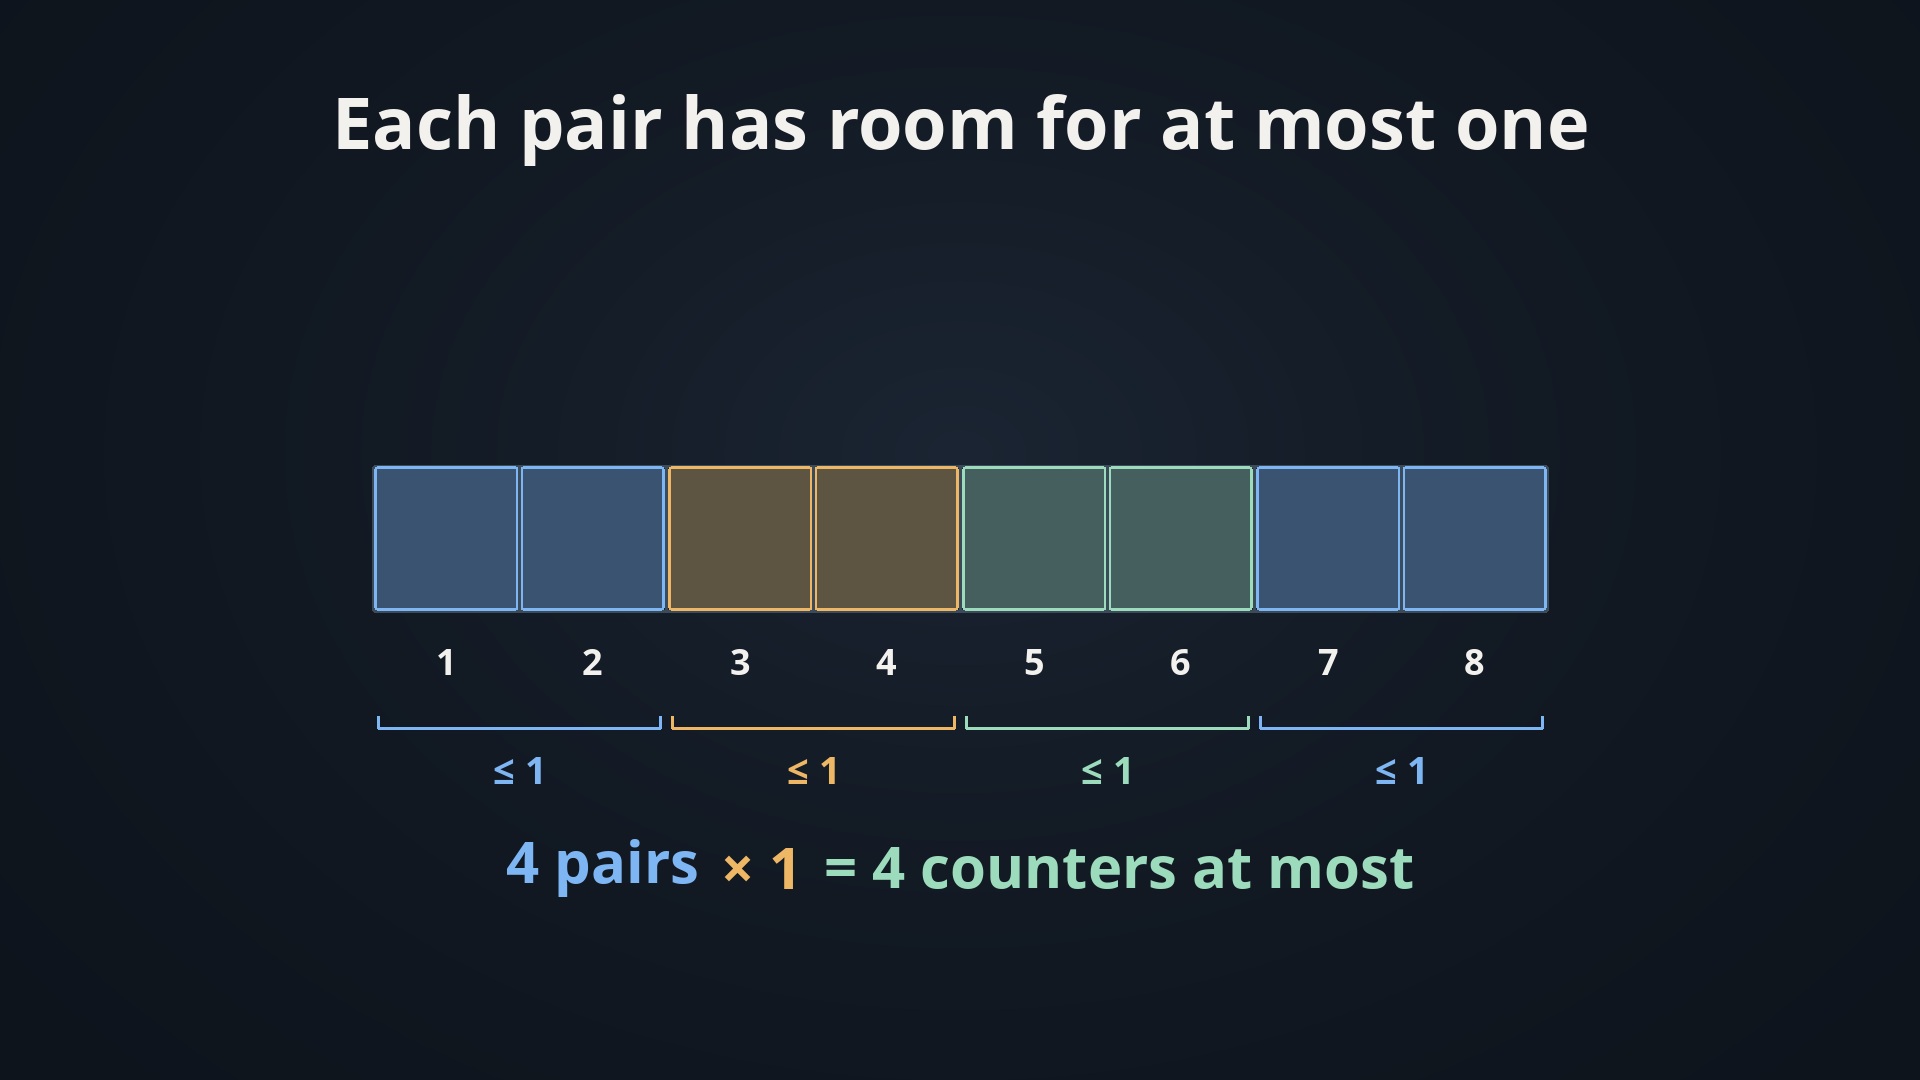 Each pair has room for at most one
1 2 3 4 5 6 7 8
≤ 1 ≤ 1 ≤ 1 ≤ 1
4 pairs × 1 = 4 counters at most